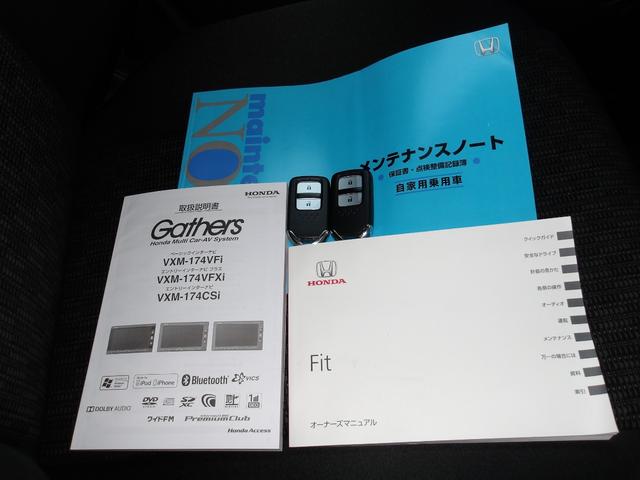 mainte
NO
メンテナンスノート
保証書・点検整備記録簿
自家用乗用車
HONDA
取扱説明書
Gathers
Honda Multi Car-AV System
ベーシックインターナビ
VXM-174VFi
エントリーインターナビ プラス
VXM-174VFXi
エントリーインターナビ
VXM-174CSi
iPod iPhone
Bluetooth
VICS
DOLBY AUDIO
DVD
SD XC
ワイドFM
PremiumClub
Honda Access
HONDA
Fit
オーナーズマニュアル
クイックガイド
安全なドライブ
計器の見かた
各部の操作
オーディオ
運転
メンテナンス
万一の場合には
資料
索引